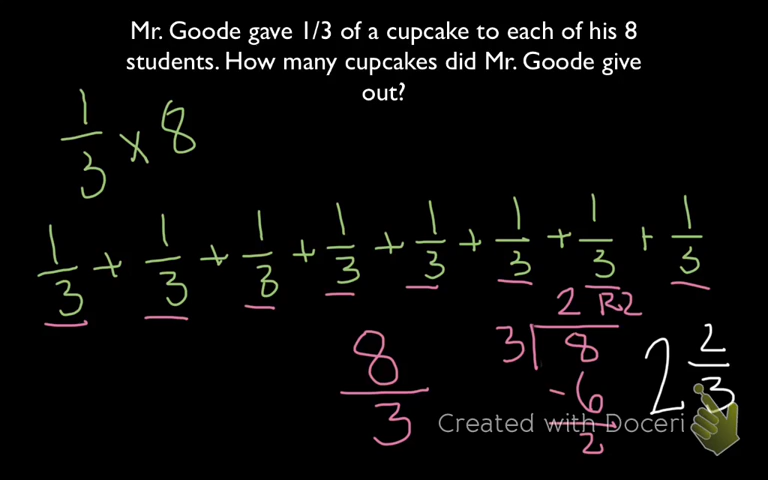 Mr. Goode gave 1/3 of a cupcake to each of his 8
students. How many cupcakes did Mr. Goode give
out?
1/3 × 8
1/3 + 1/3 + 1/3 + 1/3 + 1/3 + 1/3 + 1/3 + 1/3
2 R2
8/3 3)8 2 2/3
-6
Created with Doceri
2